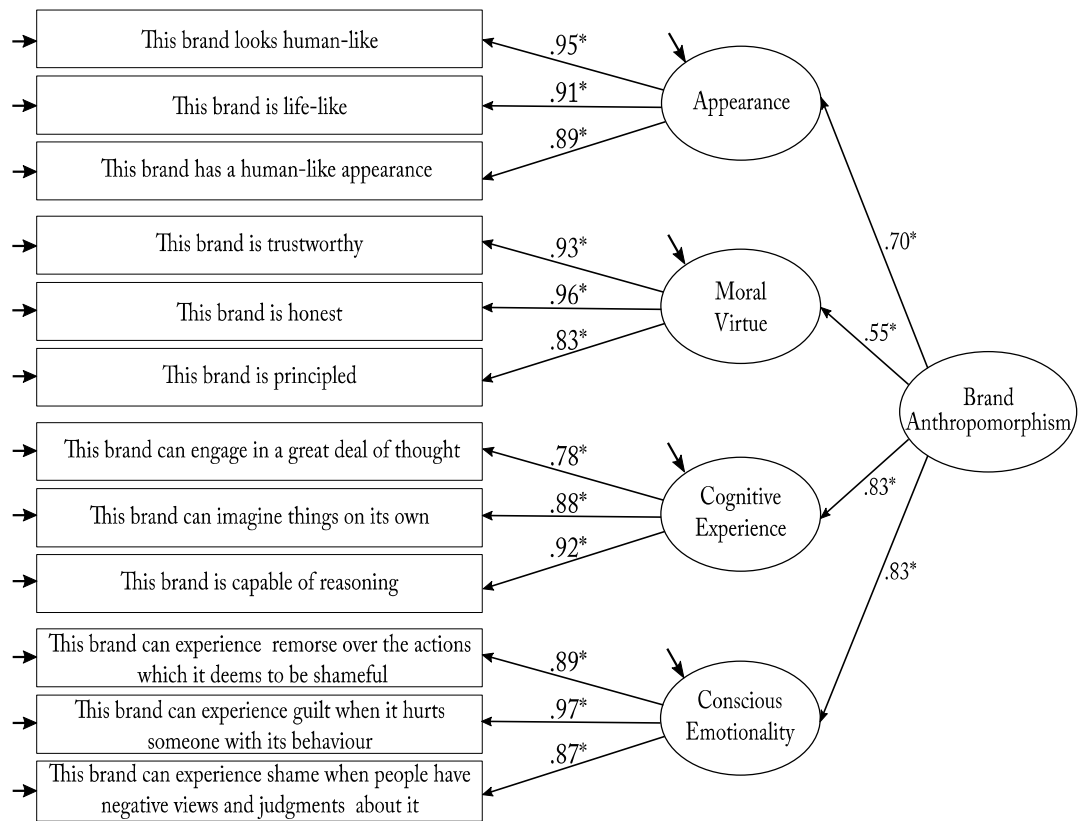 This brand looks human-like
This brand is life-like
This brand has a human-like appearance
.95*
.91*
.89*
Appearance
This brand is trustworthy
This brand is honest
This brand is principled
.93*
.96*
.83*
Moral
Virtue
This brand can engage in a great deal of thought
This brand can imagine things on its own
This brand is capable of reasoning
.78*
.88*
.92*
Cognitive
Experience
This brand can experience remorse over the actions
which it deems to be shameful
This brand can experience guilt when it hurts
someone with its behaviour
This brand can experience shame when people have
negative views and judgments about it
.89*
.97*
.87*
Conscious
Emotionality
.70*
.55*
.83*
.83*
Brand
Anthropomorphism